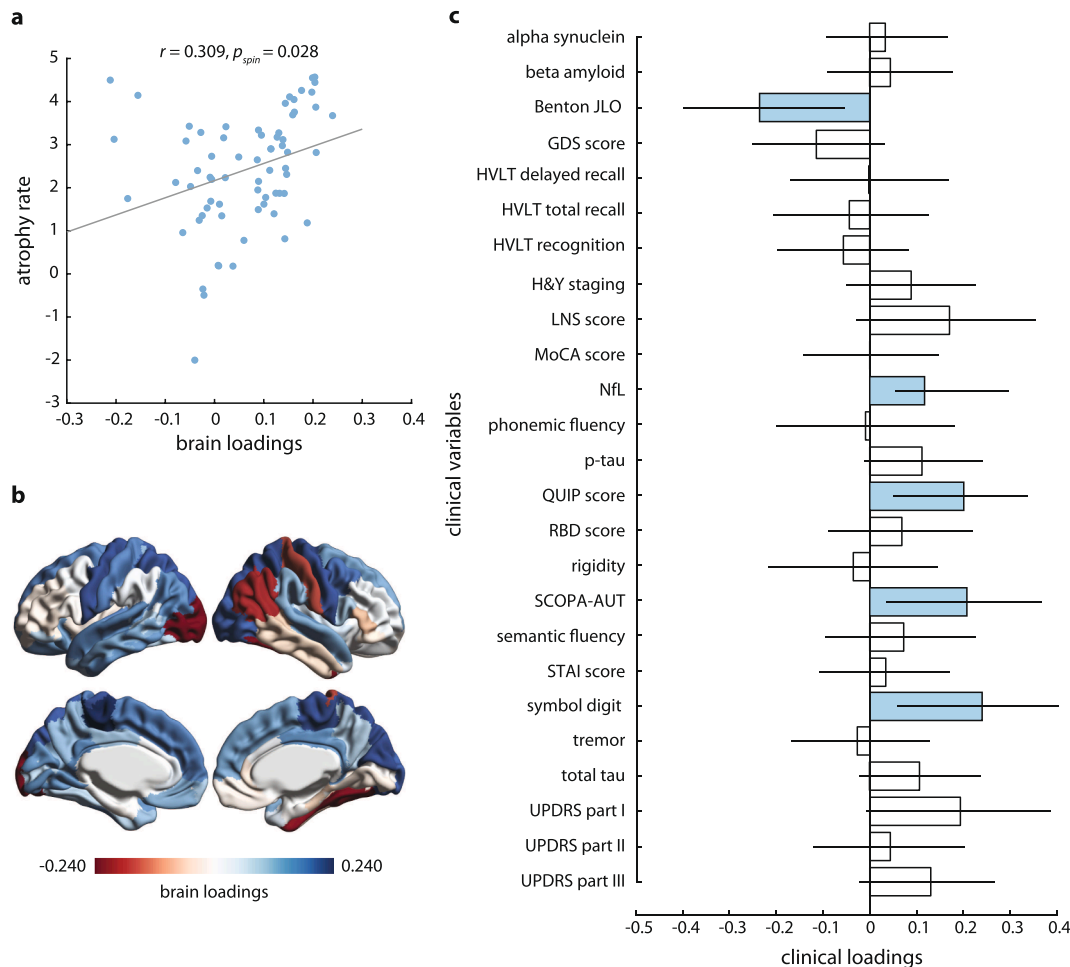 a
r = 0.309, pspin = 0.028
5
4
3
2
1
0
-1
-2
-3
atrophy rate
-0.3 -0.2 -0.1 0 0.1 0.2 0.3 0.4
brain loadings
b
-0.240 0.240
brain loadings
c
clinical variables
alpha synuclein
beta amyloid
Benton JLO
GDS score
HVLT delayed recall
HVLT total recall
HVLT recognition
H&Y staging
LNS score
MoCA score
NfL
phonemic fluency
p-tau
QUIP score
RBD score
rigidity
SCOPA-AUT
semantic fluency
STAI score
symbol digit
tremor
total tau
UPDRS part I
UPDRS part II
UPDRS part III
-0.5 -0.4 -0.3 -0.2 -0.1 0 0.1 0.2 0.3 0.4
clinical loadings